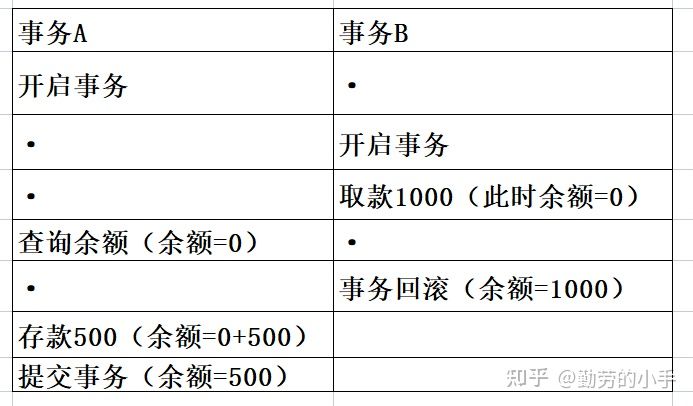 事务A 事务B
开启事务 •
• 开启事务
• 取款1000（此时余额=0）
查询余额（余额=0） •
• 事务回滚（余额=1000）
存款500（余额=0+500）
提交事务（余额=500）
知乎 @勤劳的小手